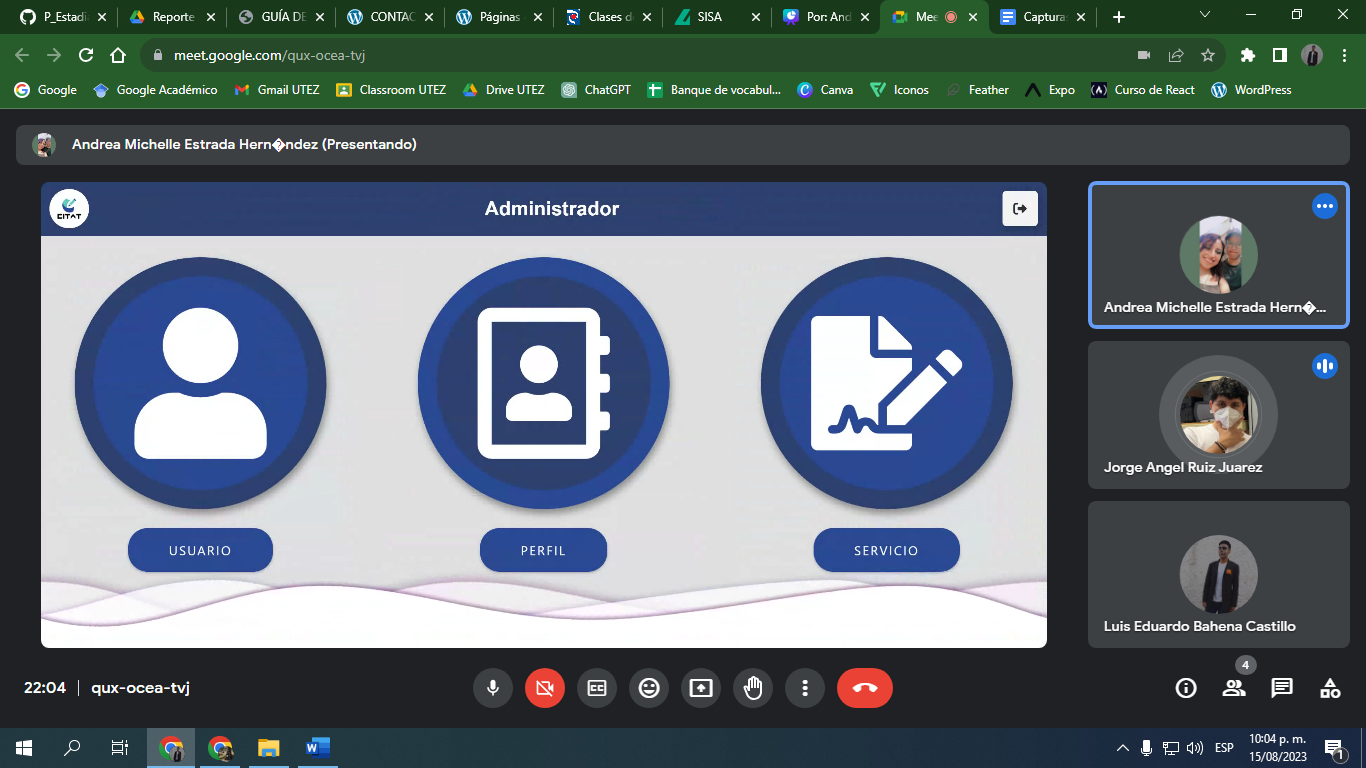 P_Estadí
Reporte
GUÍA DE
CONTAC
Páginas
Clases de
SISA
Por: And
Mee
Capturas
meet.google.com/qux-ocea-tvj
Google
Google Académico
Gmail UTEZ
Classroom UTEZ
Drive UTEZ
ChatGPT
Banque de vocabul...
Canva
Iconos
Feather
Expo
Curso de React
WordPress
Andrea Michelle Estrada Hern�ndez (Presentando)
CITAT
Administrador
USUARIO
PERFIL
SERVICIO
Andrea Michelle Estrada Hern�...
Jorge Angel Ruiz Juarez
Luis Eduardo Bahena Castillo
22:04
qux-ocea-tvj
4
ESP
10:04 p. m.
15/08/2023
1